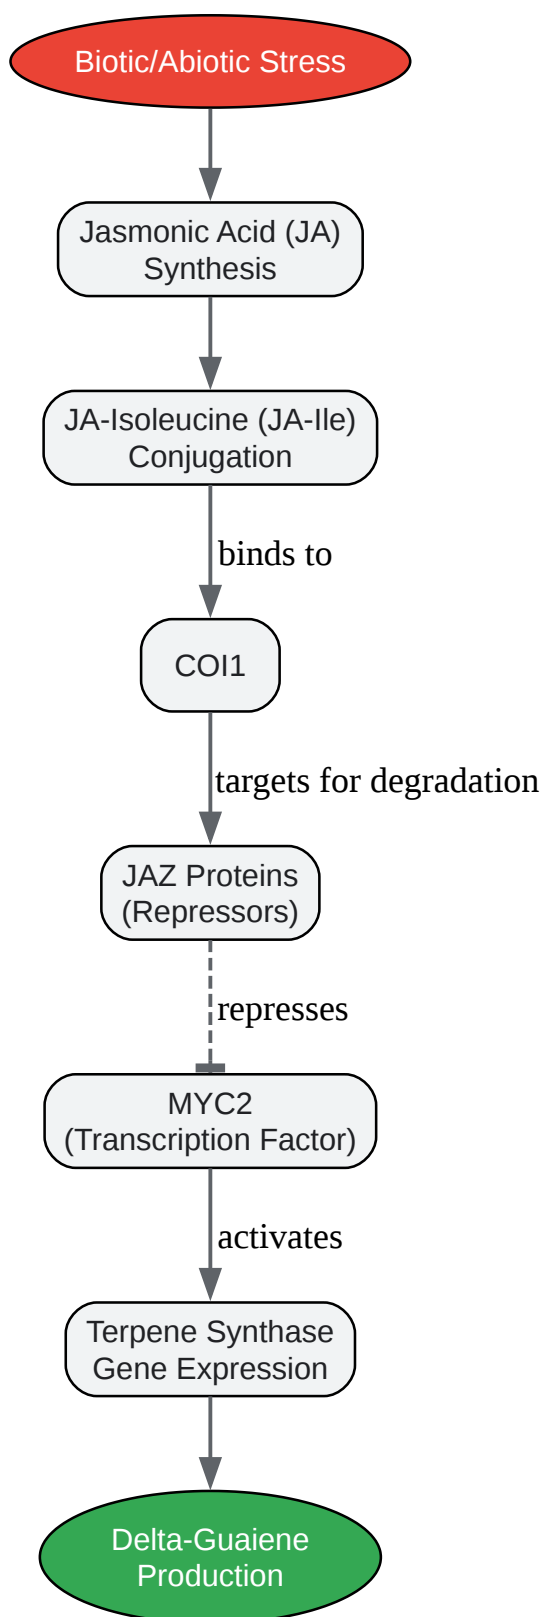 Biotic/Abiotic Stress
Jasmonic Acid (JA)
Synthesis
JA-Isoleucine (JA-Ile)
Conjugation
binds to
COI1
targets for degradation
JAZ Proteins
(Repressors)
represses
MYC2
(Transcription Factor)
activates
Terpene Synthase
Gene Expression
Delta-Guaiene
Production